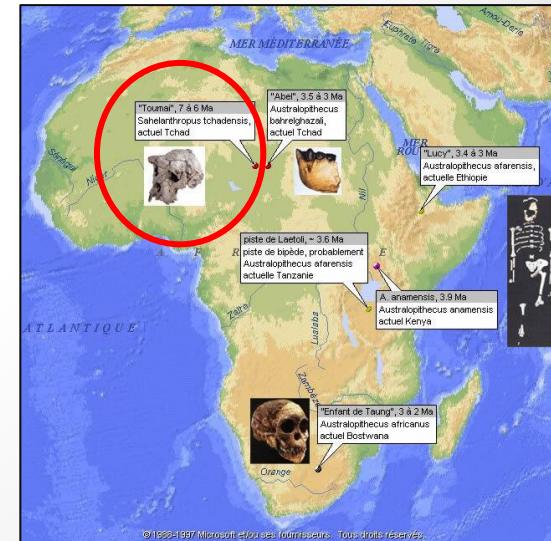 Amou-Daria
Euphrate
Tigre
MER MÉDITERRANÉE
"Toumai", 7 à 6 Ma
Sahelanthropus tchadensis,
actuel Tchad
"Abel", 3.5 à 3 Ma
Australopithecus
bahrelghazali,
actuel Tchad
MER
ROU
"Lucy", 3.4 à 3 Ma
Australopithecus afarensis,
actuelle Ethiopie
Sénégal
Niger
Nil
A F R
E
piste de Laetoli, ~ 3.6 Ma
piste de bipède, probablement
Australopithecus afarensis
actuelle Tanzanie
A. anamensis, 3.9 Ma
Australopithecus anamensis
actuel Kenya
Zaïre
Lualaba
ATLANTIQUE
Zambèze
"Enfant de Taung", 3 à 2 Ma
Australopithecus africanus
actuel Bostwana
Orange
©1988-1997 Microsoft et/ou ses fournisseurs. Tous droits réservés.